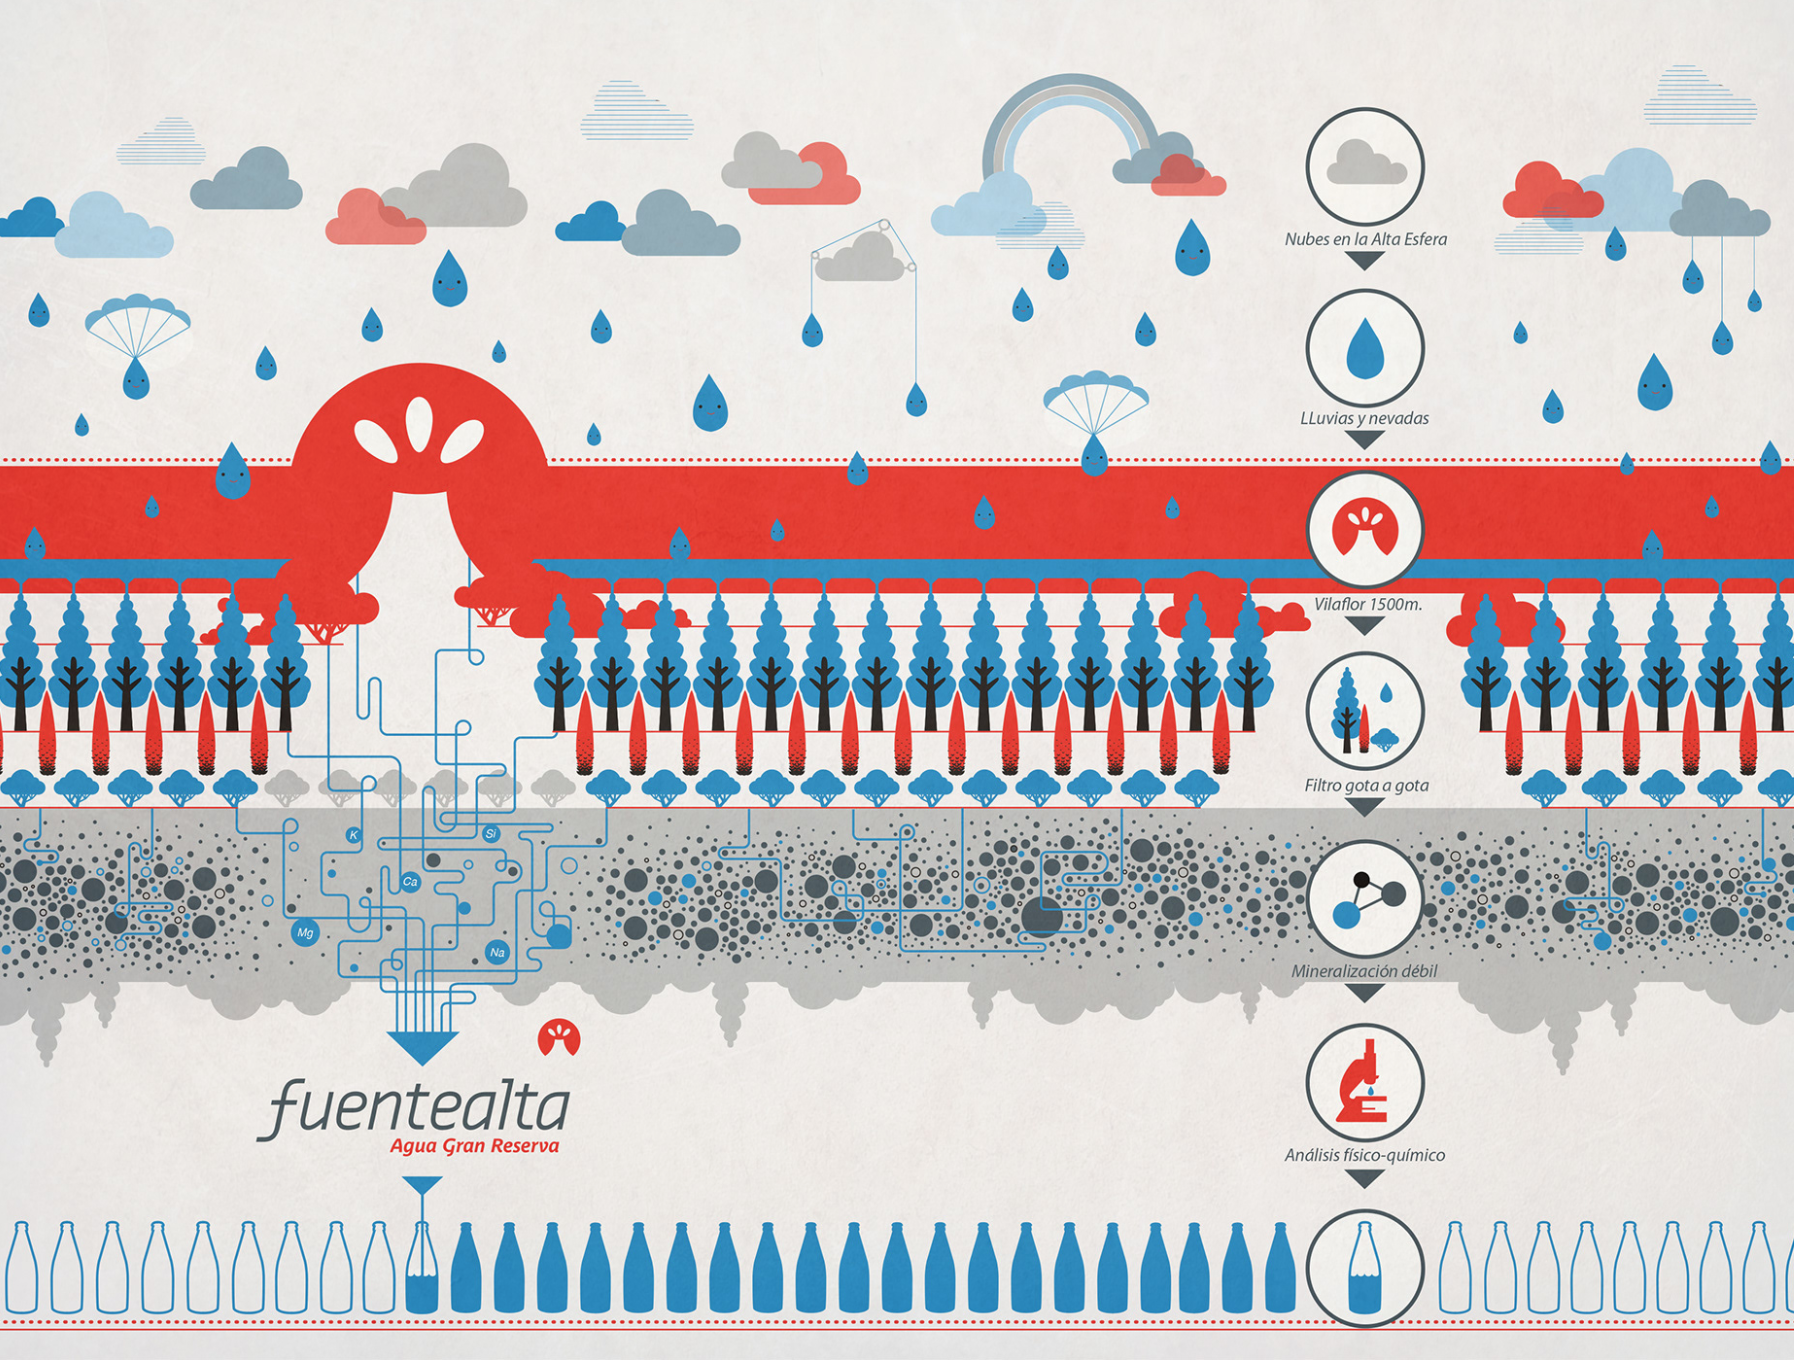 Nubes en la Alta Esfera
LLuvias y nevadas
Vilaflor 1500m.
Filtro gota a gota
K
Si
Ca
Mg
Na
Mineralización débil
fuentealta
Agua Gran Reserva
Análisis físico-químico